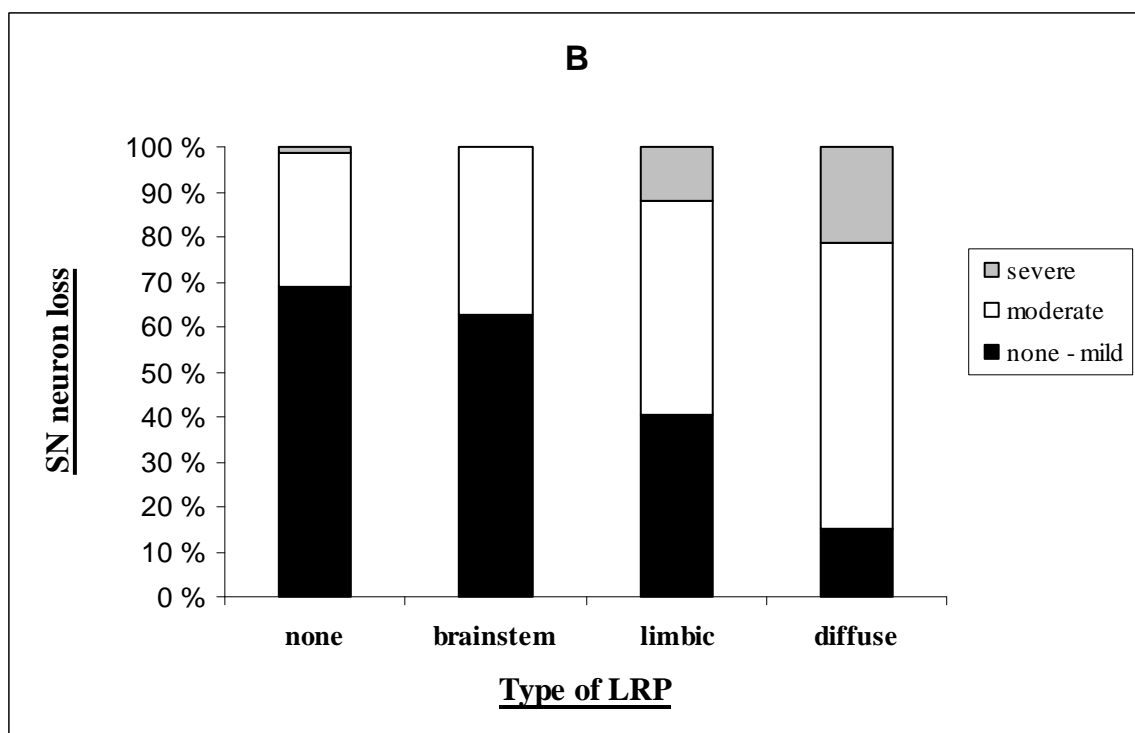 B
100 %
90 %
80 %
70 %
60 %
50 %
40 %
30 %
20 %
10 %
0 %
SN neuron loss
severe
moderate
none - mild
none brainstem limbic diffuse
Type of LRP